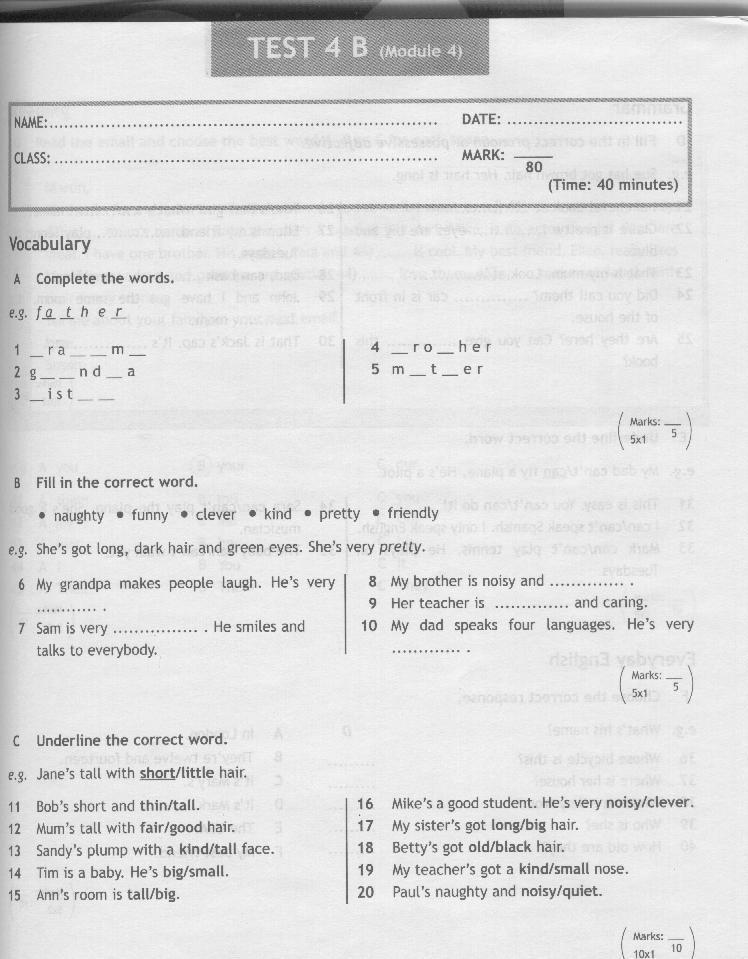 TEST 4 B (Module 4)
NAME:........................................................................
DATE: ..................................
CLASS: ......................................................................
MARK: ____
80
(Time: 40 minutes)
Vocabulary
A Complete the words.
e.g. f a t h e r
1 _ r a _ _ m _
2 g _ _ n d _ a
3 _ i s t _ _
4 _ r o _ h e r
5 m _ t _ e r
Marks: __
5x1 5
B Fill in the correct word.
• naughty • funny • clever • kind • pretty • friendly
e.g. She's got long, dark hair and green eyes. She's very pretty.
6 My grandpa makes people laugh. He's very
............ .
7 Sam is very ................ . He smiles and
talks to everybody.
8 My brother is noisy and .............. .
9 Her teacher is .............. and caring.
10 My dad speaks four languages. He's very
.............. .
Marks: __
5x1 5
C Underline the correct word.
e.g. Jane's tall with short/little hair.
11 Bob's short and thin/tall.
12 Mum's tall with fair/good hair.
13 Sandy's plump with a kind/tall face.
14 Tim is a baby. He's big/small.
15 Ann's room is tall/big.
16 Mike's a good student. He's very noisy/clever.
17 My sister's got long/big hair.
18 Betty's got old/black hair.
19 My teacher's got a kind/small nose.
20 Paul's naughty and noisy/quiet.
Marks: __
10x1 10